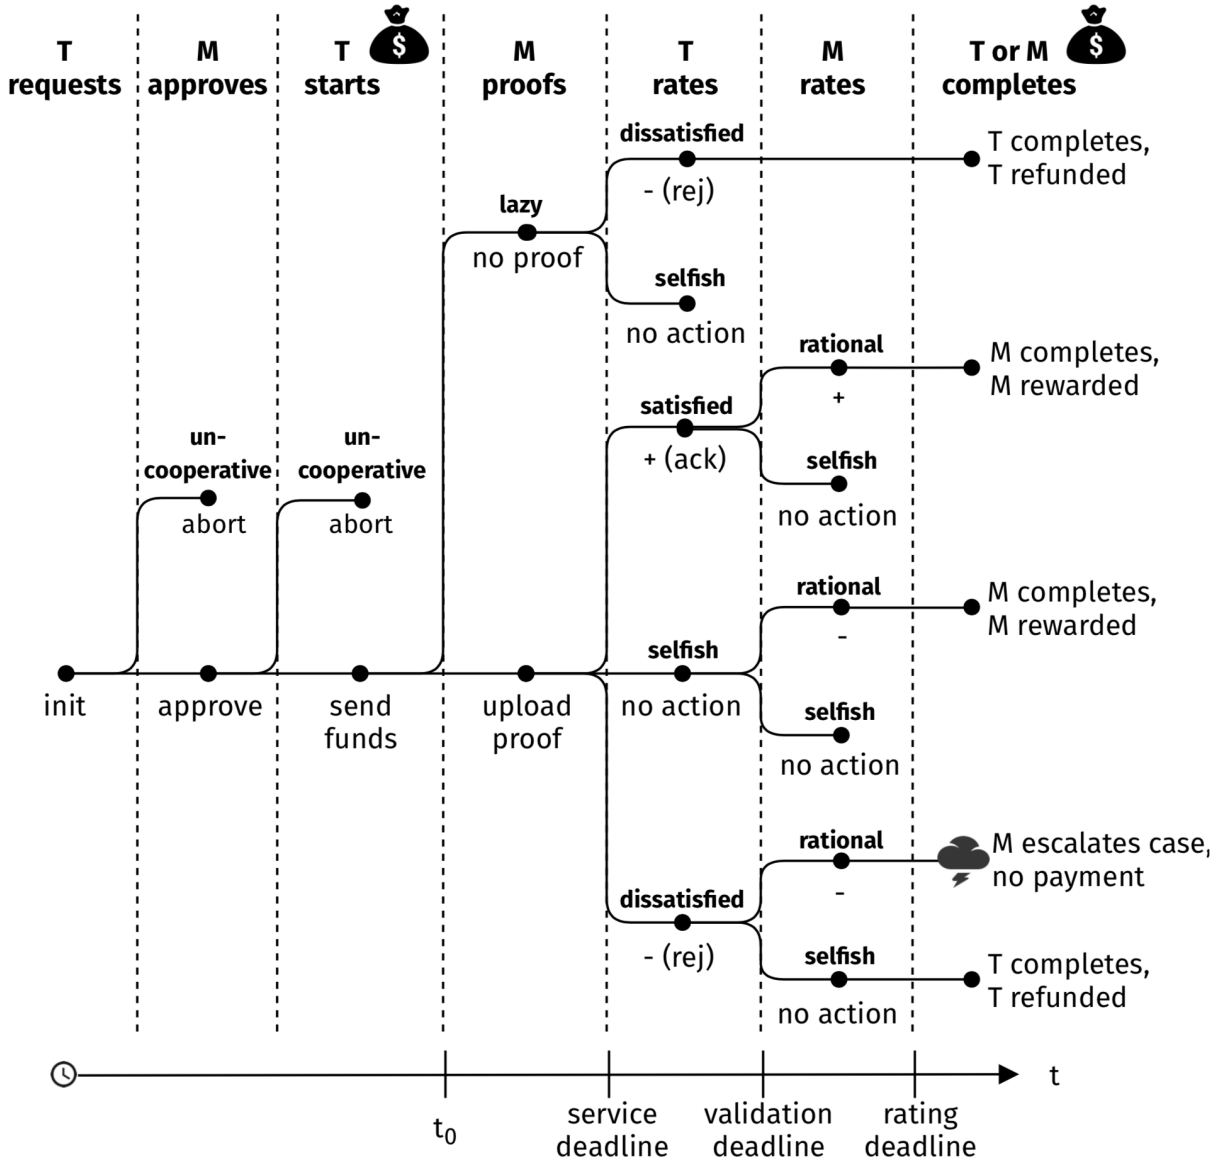 T
requests
M
approves
T
starts
$
M
proofs
T
rates
M
rates
T or M
completes
$
dissatisfied
- (rej)
T completes,
T refunded
lazy
no proof
selfish
no action
rational
+
M completes,
M rewarded
satisfied
+ (ack)
selfish
no action
un-
cooperative
abort
un-
cooperative
abort
rational
-
M completes,
M rewarded
init
approve
send
funds
upload
proof
selfish
no action
selfish
no action
rational
-
M escalates case,
no payment
dissatisfied
- (rej)
selfish
no action
T completes,
T refunded
t
t0
service
deadline
validation
deadline
rating
deadline